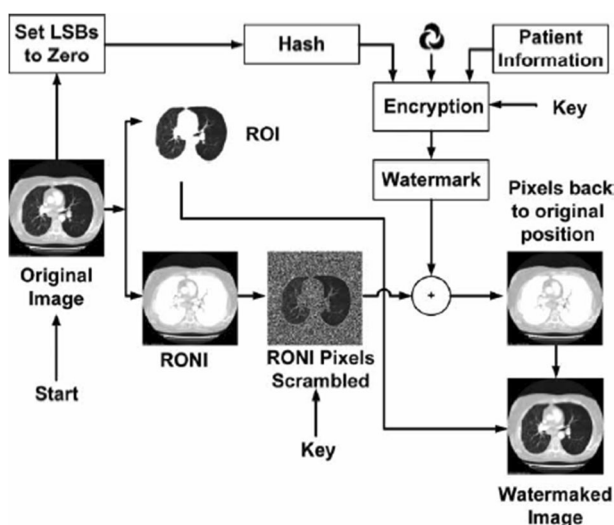 Set LSBs
to Zero
Hash
Patient
Information
Encryption
Key
ROI
Watermark
Pixels back
to original
position
Original
Image
RONI
RONI Pixels
Scrambled
+
Start
Key
Watermaked
Image